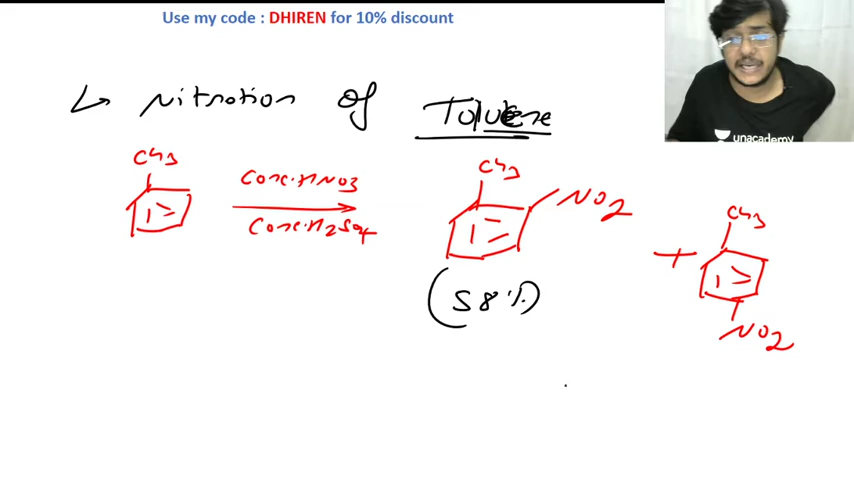 Use my code : DHIREN for 10% discount
unacademy
Nitration of Toluene
CH3
Conc. HNO3
Conc. H2SO4
CH3
NO2
(58%)
+
CH3
NO2